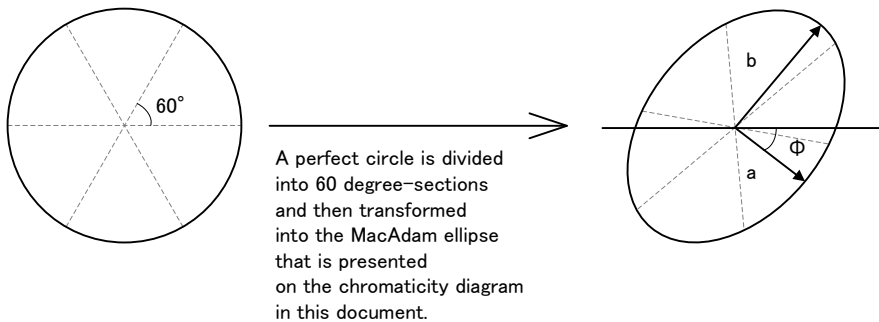 60°
A perfect circle is divided
into 60 degree-sections
and then transformed
into the MacAdam ellipse
that is presented
on the chromaticity diagram
in this document.
b
Φ
a